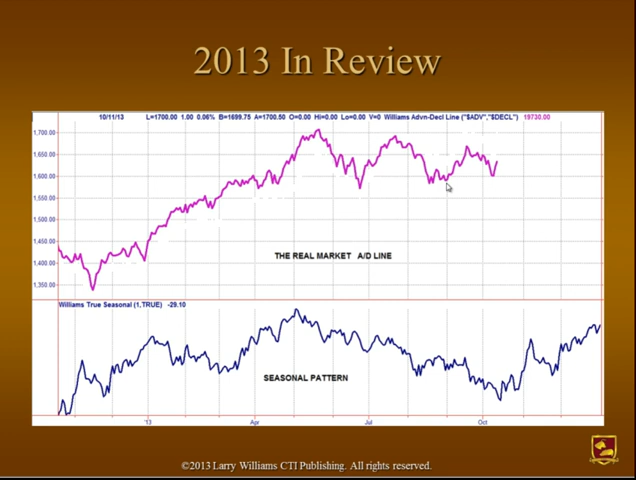 2013 In Review
10/11/13 L=1700.00 1.00 0.06% B=1699.75 A=1700.50 O=0.00 Hi=0.00 Lo=0.00 V=0 Williams Advn-Decl Line ("$ADV","$DECL") 19730.00
1,700.00
1,650.00
1,600.00
1,550.00
1,500.00
1,450.00
1,400.00
1,350.00
THE REAL MARKET A/D LINE
Williams True Seasonal (1,TRUE) -29.10
SEASONAL PATTERN
'13 Apr Jul Oct
©2013 Larry Williams CTI Publishing. All rights reserved.